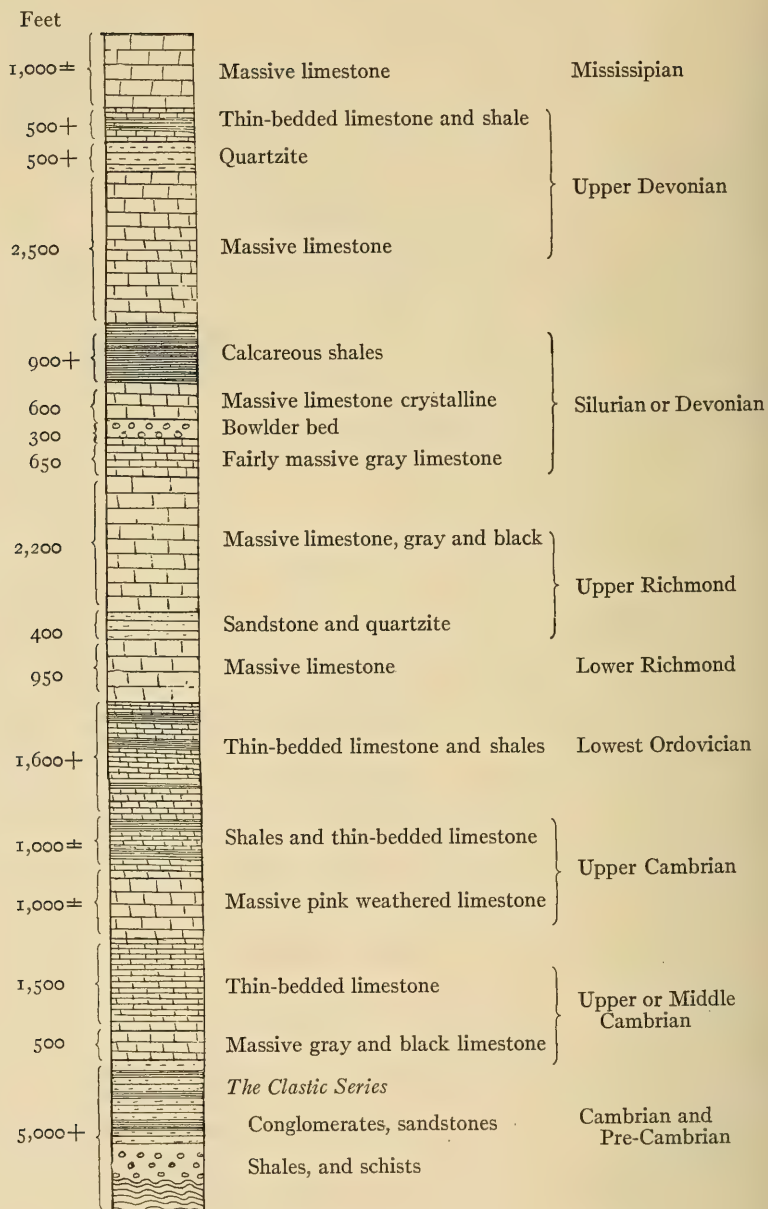 Feet
1,000± Massive limestone Mississipian
500+ Thin-bedded limestone and shale
500+ Quartzite
Upper Devonian
2,500 Massive limestone
900+ Calcareous shales
600 Massive limestone crystalline Silurian or Devonian
300 Bowlder bed
650 Fairly massive gray limestone
2,200 Massive limestone, gray and black
Upper Richmond
400 Sandstone and quartzite
950 Massive limestone Lower Richmond
1,600+ Thin-bedded limestone and shales Lowest Ordovician
1,000± Shales and thin-bedded limestone
Upper Cambrian
1,000± Massive pink weathered limestone
1,500 Thin-bedded limestone
Upper or Middle
Cambrian
500 Massive gray and black limestone
The Clastic Series
5,000+ Conglomerates, sandstones Cambrian and
Pre-Cambrian
Shales, and schists